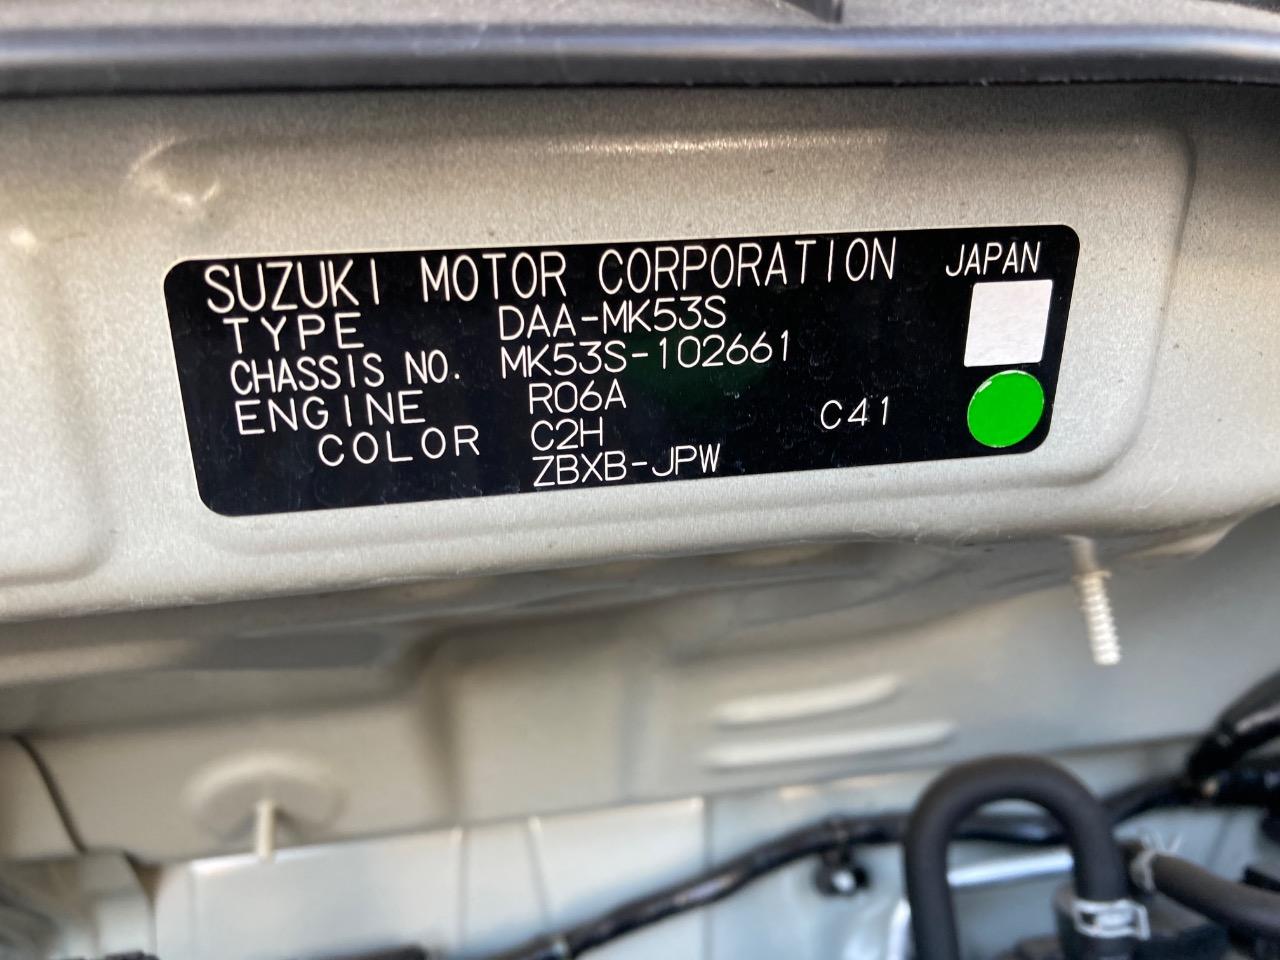 SUZUKI MOTOR CORPORATION JAPAN
TYPE DAA-MK53S
CHASSIS NO. MK53S-102661
ENGINE R06A
COLOR C2H C41
ZBXB-JPW